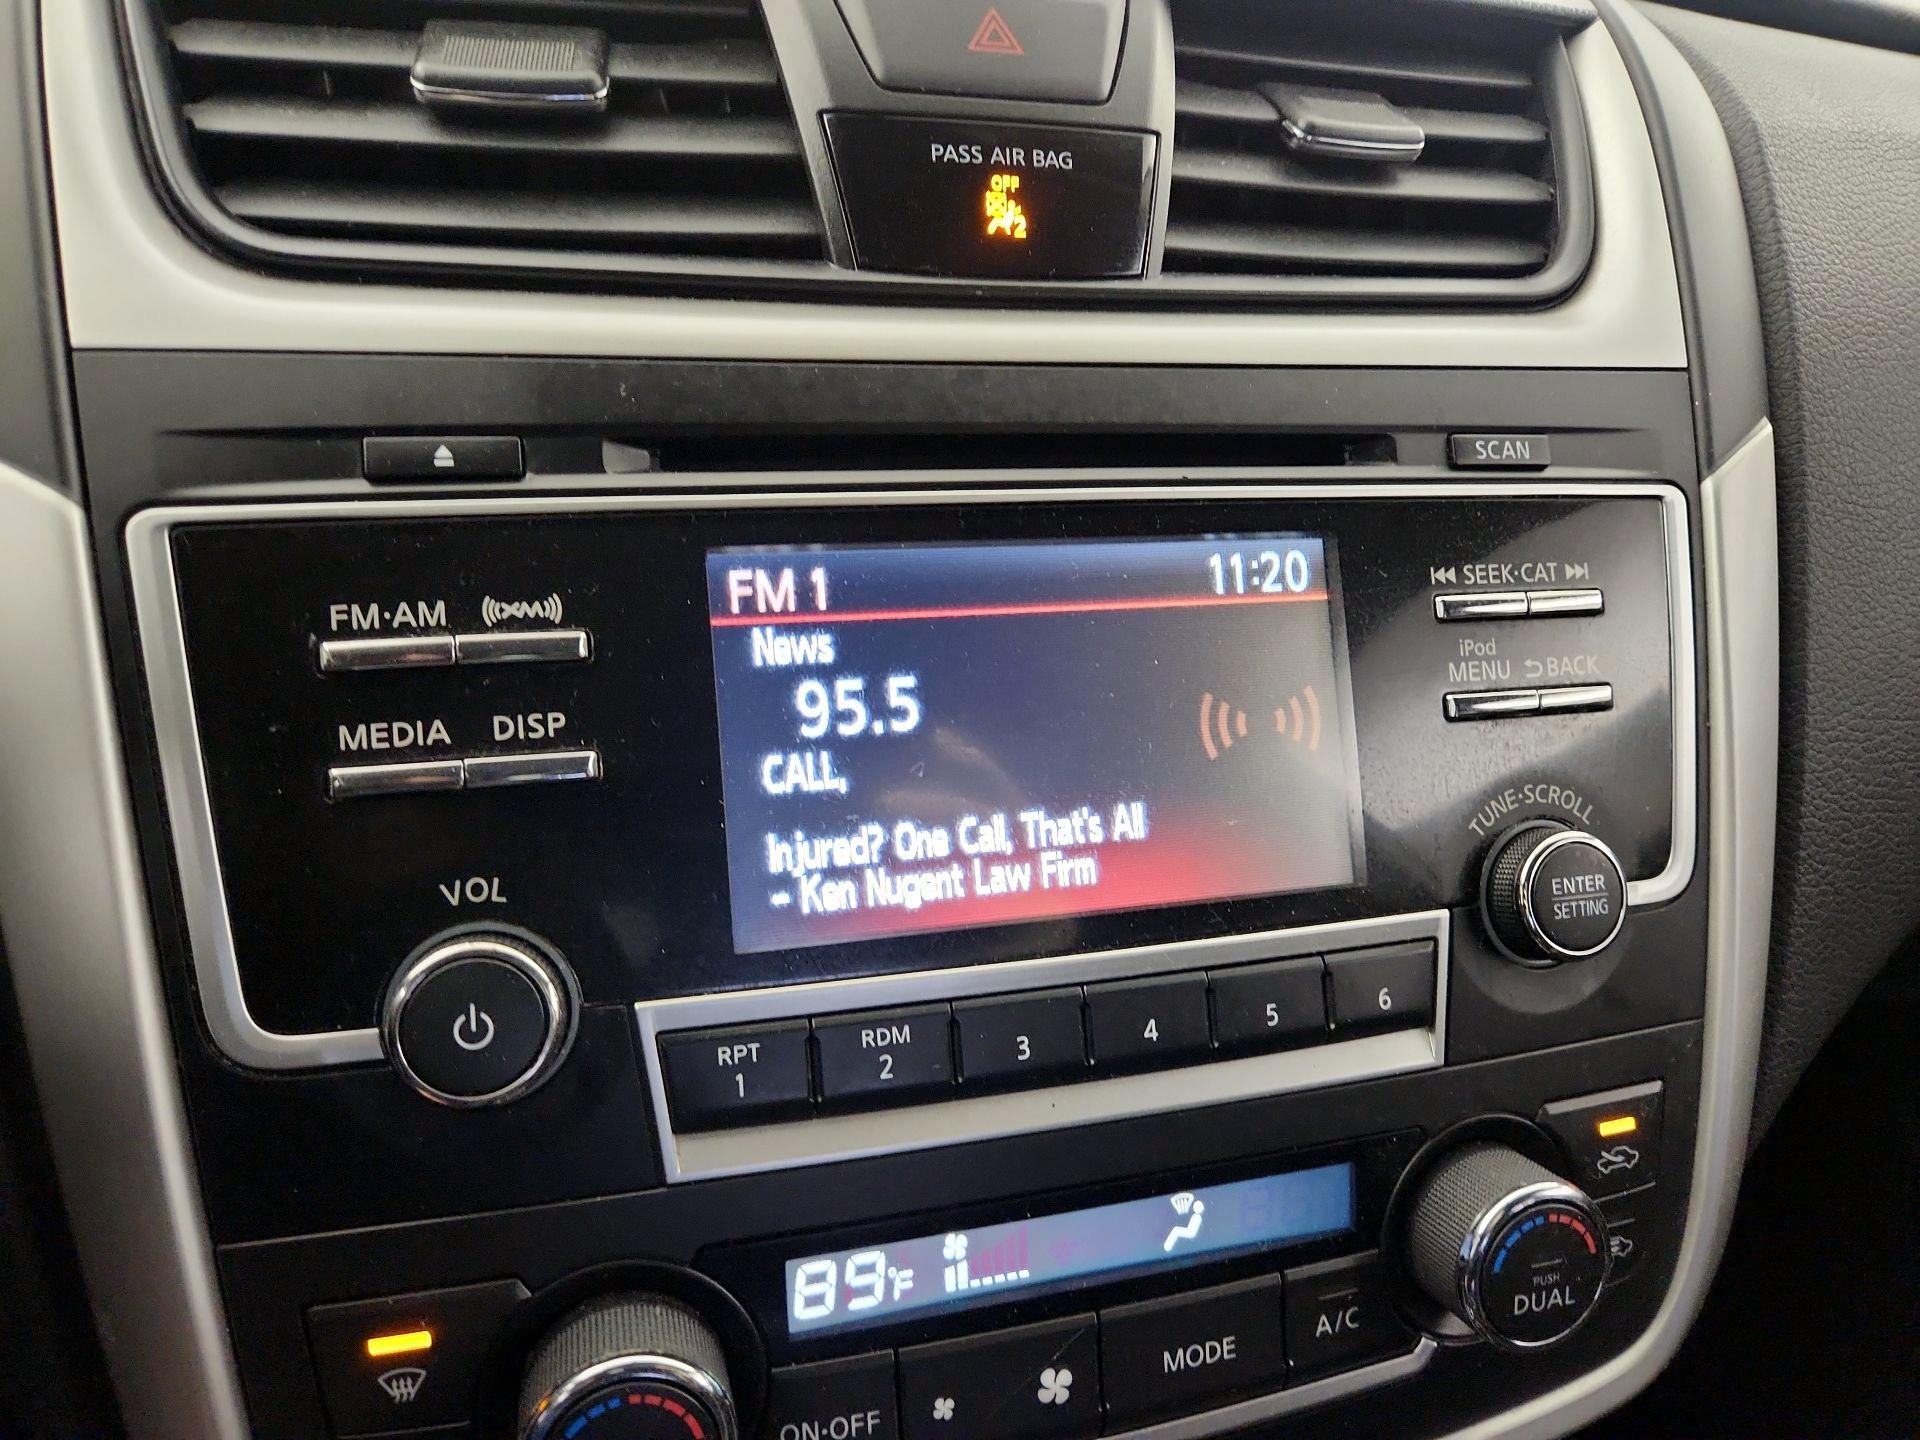 PASS AIR BAG
OFF
2
SCAN
FM·AM
((XM))
MEDIA
DISP
VOL
FM 1
11:20
News
95.5
CALL,
Injured? One Call, That's All
- Ken Nugent Law Firm
SEEK·CAT
iPod
MENU
BACK
TUNE·SCROLL
ENTER
SETTING
RPT
1
RDM
2
3
4
5
6
89°F
PUSH
DUAL
ON·OFF
MODE
A/C